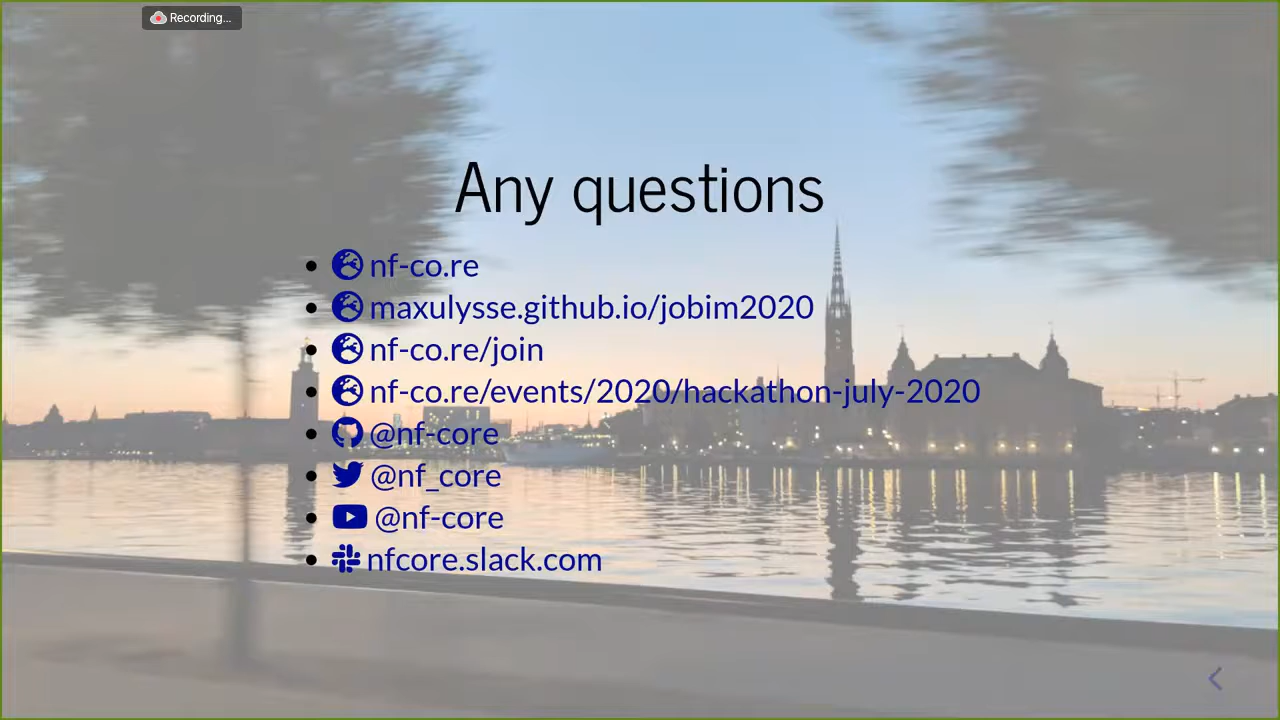 Recording...
Any questions
nf-co.re
maxulysse.github.io/jobim2020
nf-co.re/join
nf-co.re/events/2020/hackathon-july-2020
@nf-core
@nf_core
@nf-core
nfcore.slack.com